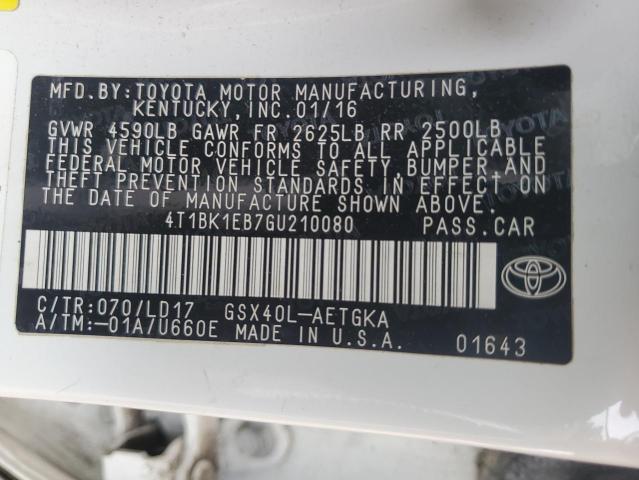 MFD.BY:TOYOTA MOTOR MANUFACTURING,
KENTUCKY,INC.01/16
GVWR 4590LB GAWR FR 2625LB RR 2500LB
THIS VEHICLE CONFORMS TO ALL APPLICABLE
FEDERAL MOTOR VEHICLE SAFETY,BUMPER,AND
THEFT PREVENTION STANDARDS IN EFFECT ON
THE DATE OF MANUFACTURE SHOWN ABOVE.
4T1BK1EB7GU210080 PASS.CAR
C/TR:070/LD17 GSX40L-AETGKA
A/TM:-01A/U660E MADE IN U.S.A.
01643